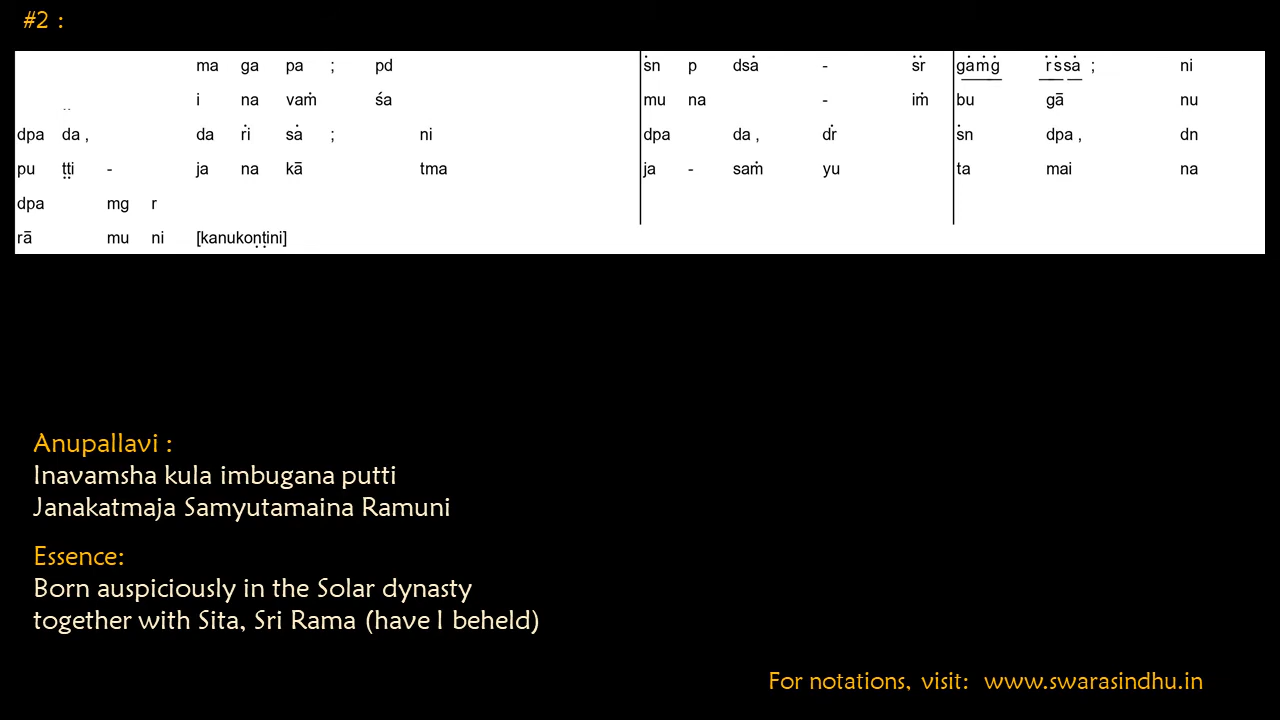 #2 :
ma ga pa ; pd ṡn p dsȧ - ṡṙ ġȧṁġ ṙṡsȧ ; ni
i na vaṁ śa mu na - iṁ bu gā nu
dpa da , da ṙi sȧ ; ni dpa da , dṙ ṡn dpa , dn
pu ṭṭi - ja na kā tma ja - saṁ yu ta mai na
dpa mg r
rā mu ni [kanukoṇṭini]
Anupallavi :
Inavamsha kula imbugana putti
Janakatmaja Samyutamaina Ramuni
Essence:
Born auspiciously in the Solar dynasty
together with Sita, Sri Rama (have I beheld)
For notations, visit: www.swarasindhu.in